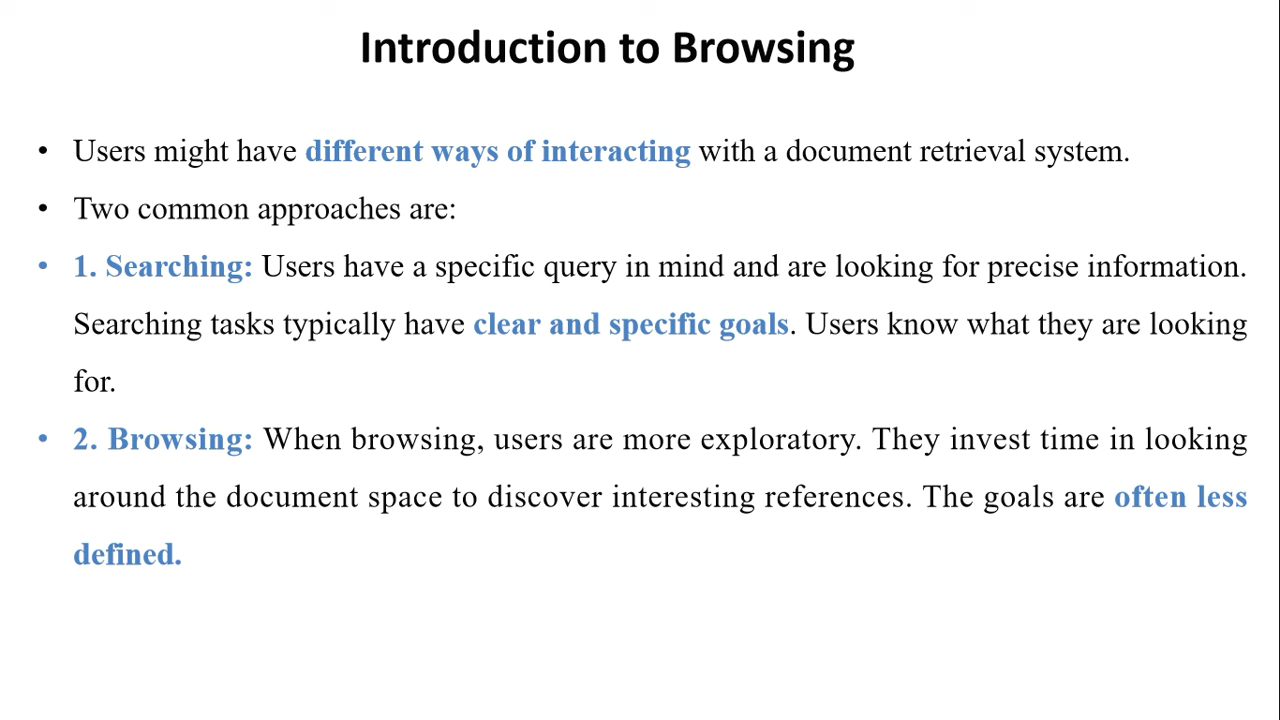 Introduction to Browsing
• Users might have different ways of interacting with a document retrieval system.
• Two common approaches are:
• 1. Searching: Users have a specific query in mind and are looking for precise information.
Searching tasks typically have clear and specific goals. Users know what they are looking
for.
• 2. Browsing: When browsing, users are more exploratory. They invest time in looking
around the document space to discover interesting references. The goals are often less
defined.